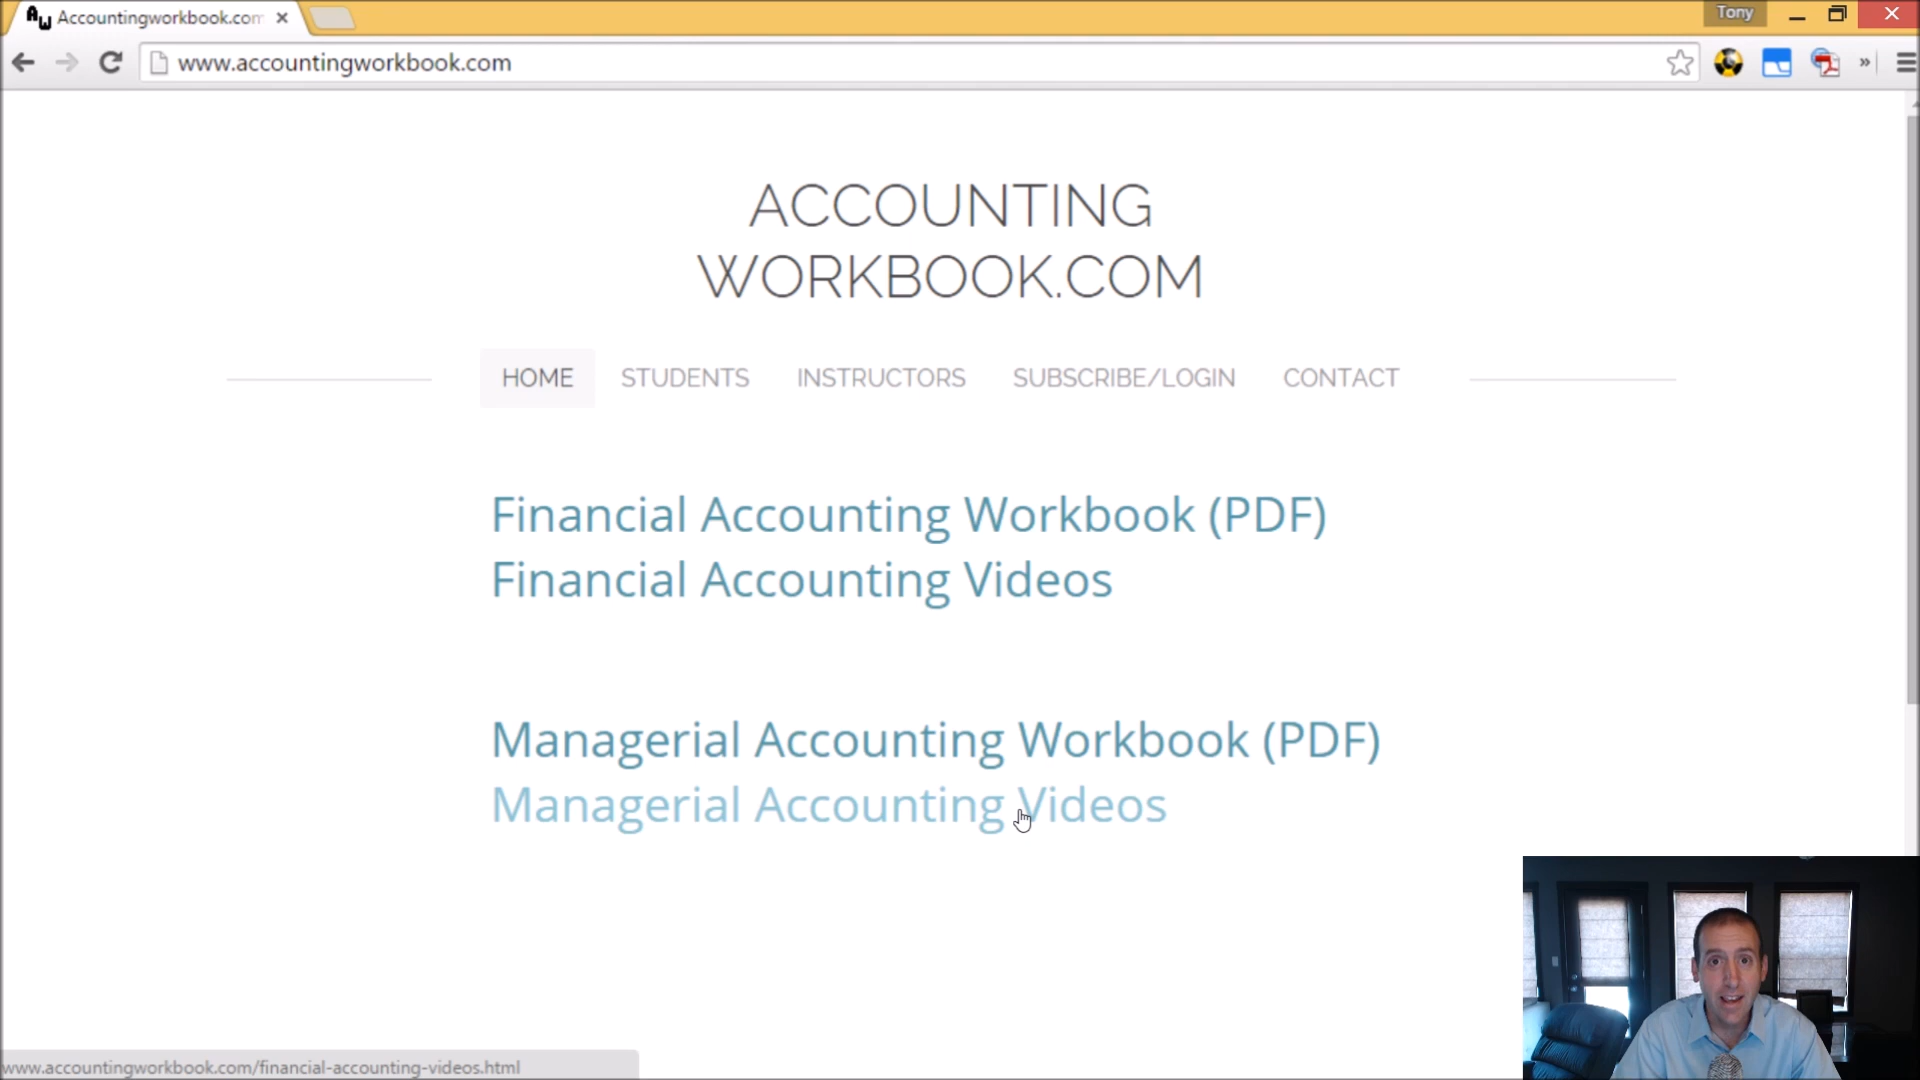 Accountingworkbook.com
Tony
www.accountingworkbook.com
ACCOUNTING
WORKBOOK.COM
HOME STUDENTS INSTRUCTORS SUBSCRIBE/LOGIN CONTACT
Financial Accounting Workbook (PDF)
Financial Accounting Videos
Managerial Accounting Workbook (PDF)
Managerial Accounting Videos
www.accountingworkbook.com/financial-accounting-videos.html